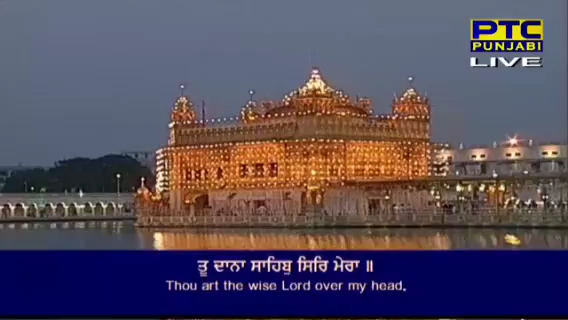 PTC
PUNJABI
LIVE
ਤੂ ਦਾਨਾ ਸਾਹਿਬੁ ਸਿਰਿ ਮੇਰਾ ॥
Thou art the wise Lord over my head.